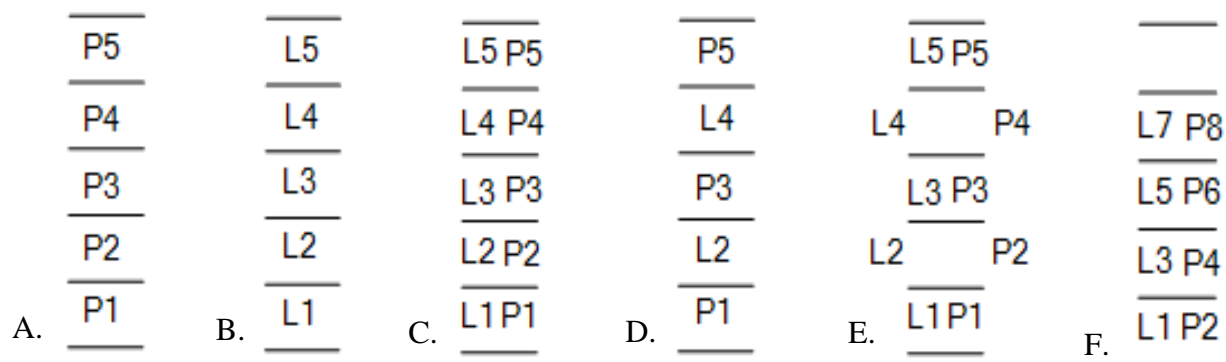 A. P5 P4 P3 P2 P1
B. L5 L4 L3 L2 L1
C. L5 P5 L4 P4 L3 P3 L2 P2 L1 P1
D. P5 L4 P3 L2 P1
E. L5 P5 L4 P4 L3 P3 L2 P2 L1 P1
F. L7 P8 L5 P6 L3 P4 L1 P2